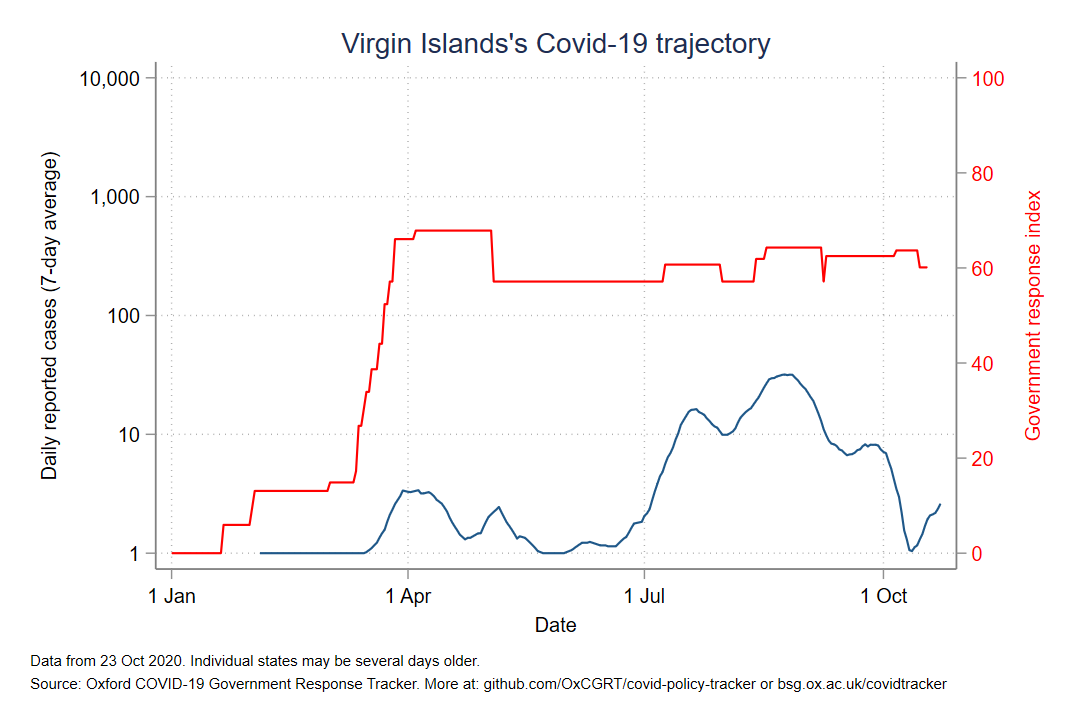 Virgin Islands's Covid-19 trajectory
10,000
1,000
100
10
1
Daily reported cases (7-day average)
100
80
60
40
20
0
Government response index
1 Jan
1 Apr
1 Jul
1 Oct
Date
Data from 23 Oct 2020. Individual states may be several days older.
Source: Oxford COVID-19 Government Response Tracker. More at: github.com/OxCGRT/covid-policy-tracker or bsg.ox.ac.uk/covidtracker